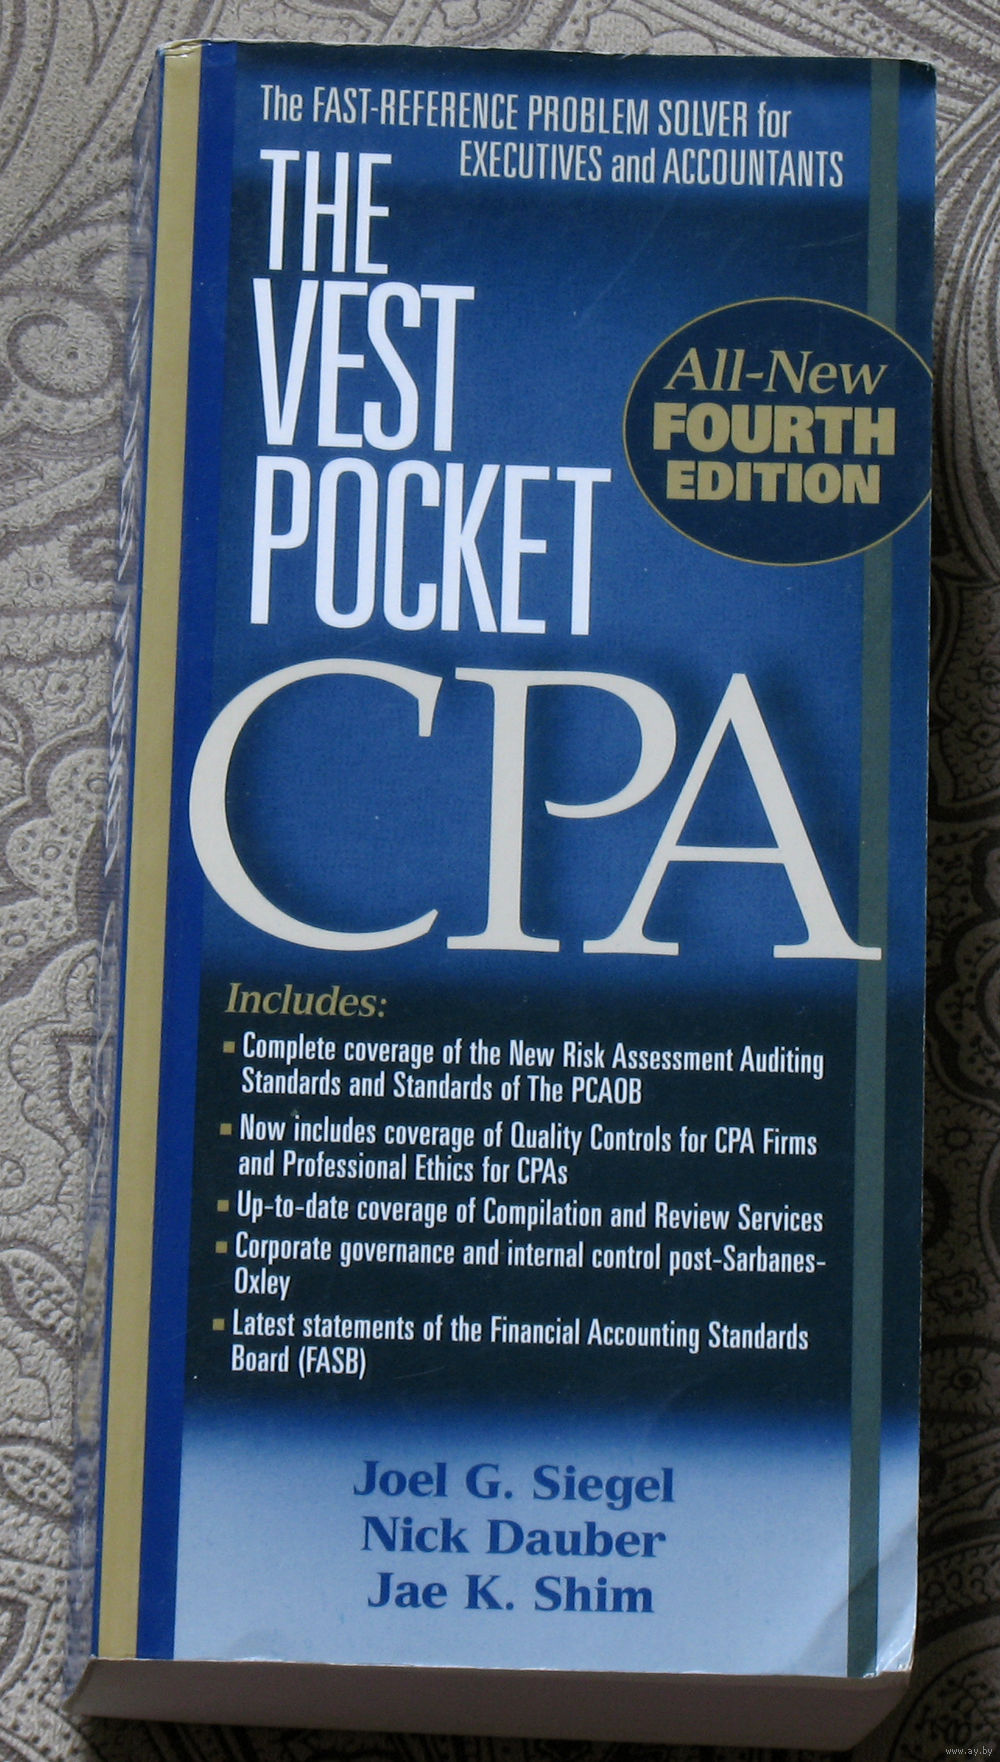 The FAST-REFERENCE PROBLEM SOLVER for
EXECUTIVES and ACCOUNTANTS
THE
VEST
POCKET
CPA
All-New
FOURTH
EDITION
Includes:
▪ Complete coverage of the New Risk Assessment Auditing
Standards and Standards of The PCAOB
▪ Now includes coverage of Quality Controls for CPA Firms
and Professional Ethics for CPAs
▪ Up-to-date coverage of Compilation and Review Services
▪ Corporate governance and internal control post-Sarbanes-
Oxley
▪ Latest statements of the Financial Accounting Standards
Board (FASB)
Joel G. Siegel
Nick Dauber
Jae K. Shim
www.ay.by